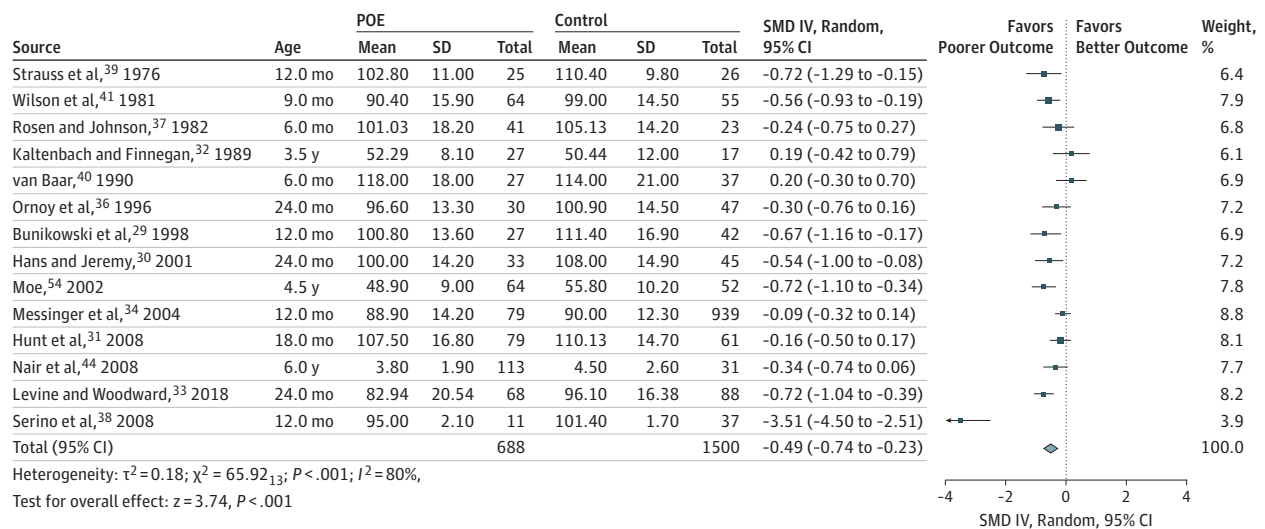 POE Control SMD IV, Random, 95% CI Favors Poorer Outcome Favors Better Outcome Weight, %
Source Age Mean SD Total Mean SD Total
Strauss et al,39 1976 12.0 mo 102.80 11.00 25 110.40 9.80 26 -0.72 (-1.29 to -0.15) 6.4
Wilson et al,41 1981 9.0 mo 90.40 15.90 64 99.00 14.50 55 -0.56 (-0.93 to -0.19) 7.9
Rosen and Johnson,37 1982 6.0 mo 101.03 18.20 41 105.13 14.20 23 -0.24 (-0.75 to 0.27) 6.8
Kaltenbach and Finnegan,32 1989 3.5 y 52.29 8.10 27 50.44 12.00 17 0.19 (-0.42 to 0.79) 6.1
van Baar,40 1990 6.0 mo 118.00 18.00 27 114.00 21.00 37 0.20 (-0.30 to 0.70) 6.9
Ornoy et al,36 1996 24.0 mo 96.60 13.30 30 100.90 14.50 47 -0.30 (-0.76 to 0.16) 7.2
Bunikowski et al,29 1998 12.0 mo 100.80 13.60 27 111.40 16.90 42 -0.67 (-1.16 to -0.17) 6.9
Hans and Jeremy,30 2001 24.0 mo 100.00 14.20 33 108.00 14.90 45 -0.54 (-1.00 to -0.08) 7.2
Moe,54 2002 4.5 y 48.90 9.00 64 55.80 10.20 52 -0.72 (-1.10 to -0.34) 7.8
Messinger et al,34 2004 12.0 mo 88.90 14.20 79 90.00 12.30 939 -0.09 (-0.32 to 0.14) 8.8
Hunt et al,31 2008 18.0 mo 107.50 16.80 79 110.13 14.70 61 -0.16 (-0.50 to 0.17) 8.1
Nair et al,44 2008 6.0 y 3.80 1.90 113 4.50 2.60 31 -0.34 (-0.74 to 0.06) 7.7
Levine and Woodward,33 2018 24.0 mo 82.94 20.54 68 96.10 16.38 88 -0.72 (-1.04 to -0.39) 8.2
Serino et al,38 2008 12.0 mo 95.00 2.10 11 101.40 1.70 37 -3.51 (-4.50 to -2.51) 3.9
Total (95% CI) 688 1500 -0.49 (-0.74 to -0.23) 100.0
Heterogeneity: τ2 = 0.18; χ2 = 65.9213; P < .001; I2 = 80%,
Test for overall effect: z = 3.74, P < .001
-4 -2 0 2 4
SMD IV, Random, 95% CI